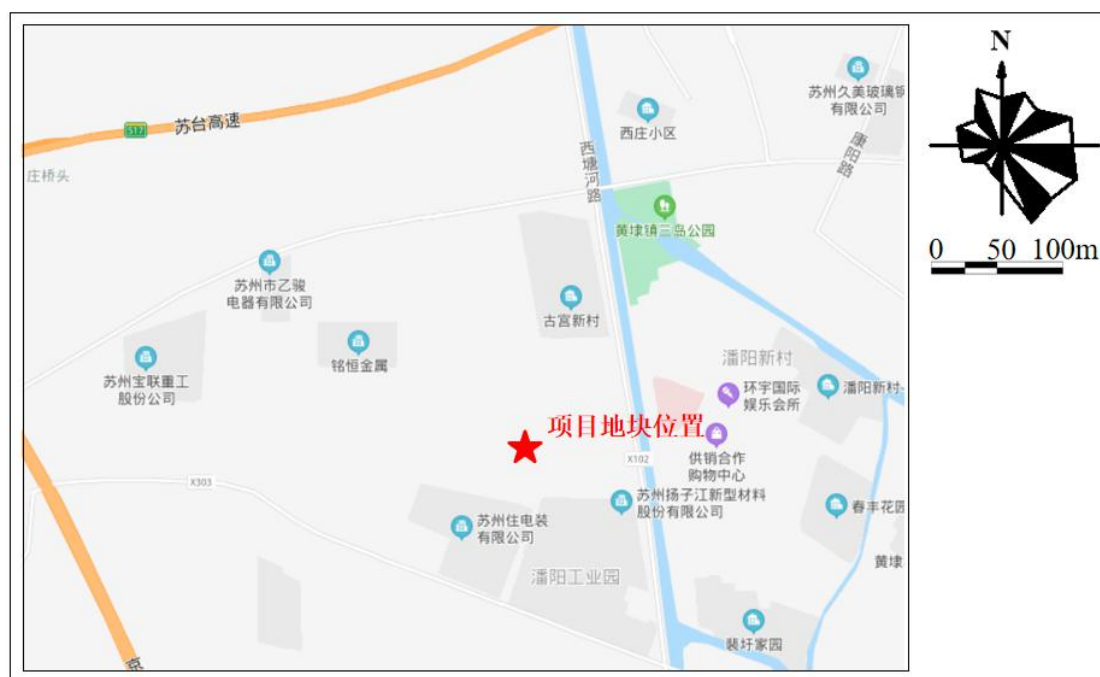 N
0 50 100m
苏州久美玻璃钢
有限公司
康阳路
西庄小区
S17
苏台高速
西塘河路
庄桥头
黄埭镇三岛公园
苏州市乙骏
电器有限公司
古宫新村
铭恒金属
苏州宝联重工
股份公司
潘阳新村
环宇国际
娱乐会所
潘阳新村
项目地块位置
供销合作
购物中心
X102
X303
苏州扬子江新型材料
股份有限公司
春丰花园
苏州住电装
有限公司
黄埭
潘阳工业园
裴圩家园
京